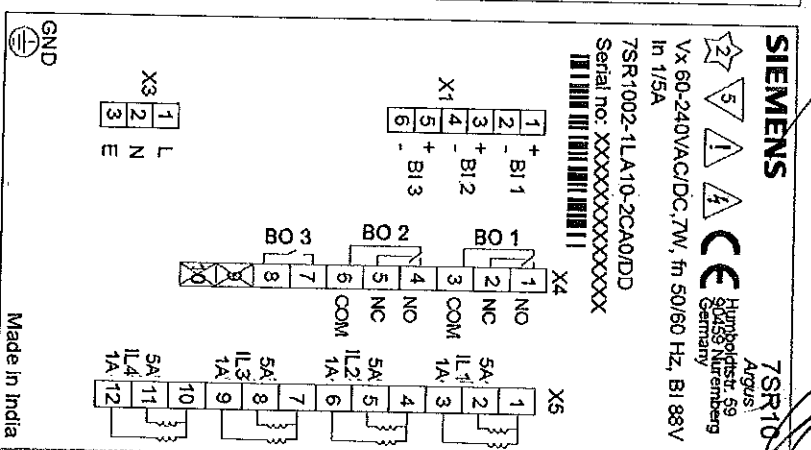 SIEMENS
7SR10
Argus
Humboldtstr. 59
90459 Nuremberg
Germany
2
5
!
CE
Vx 60-240VAC/DC,7W, fn 50/60 Hz, BI 88V
In 1/5A
7SR1002-1LA10-2CA0/DD
Serial no: XXXXXXXXXXXXX
X1
1 +
2 -
BI 1
3 +
4 -
BI 2
5 +
6 -
BI 3
X3
1 L
2 N
3 E
GND
X4
BO 1
1 NO
2 NC
3 COM
BO 2
4 NO
5 NC
6 COM
BO 3
7
8
9
X5
1
5A 2
IL1
1A 3
4
5A 5
IL2
1A 6
7
5A 8
IL3
1A 9
10
5A 11
IL4
1A 12
Made in India